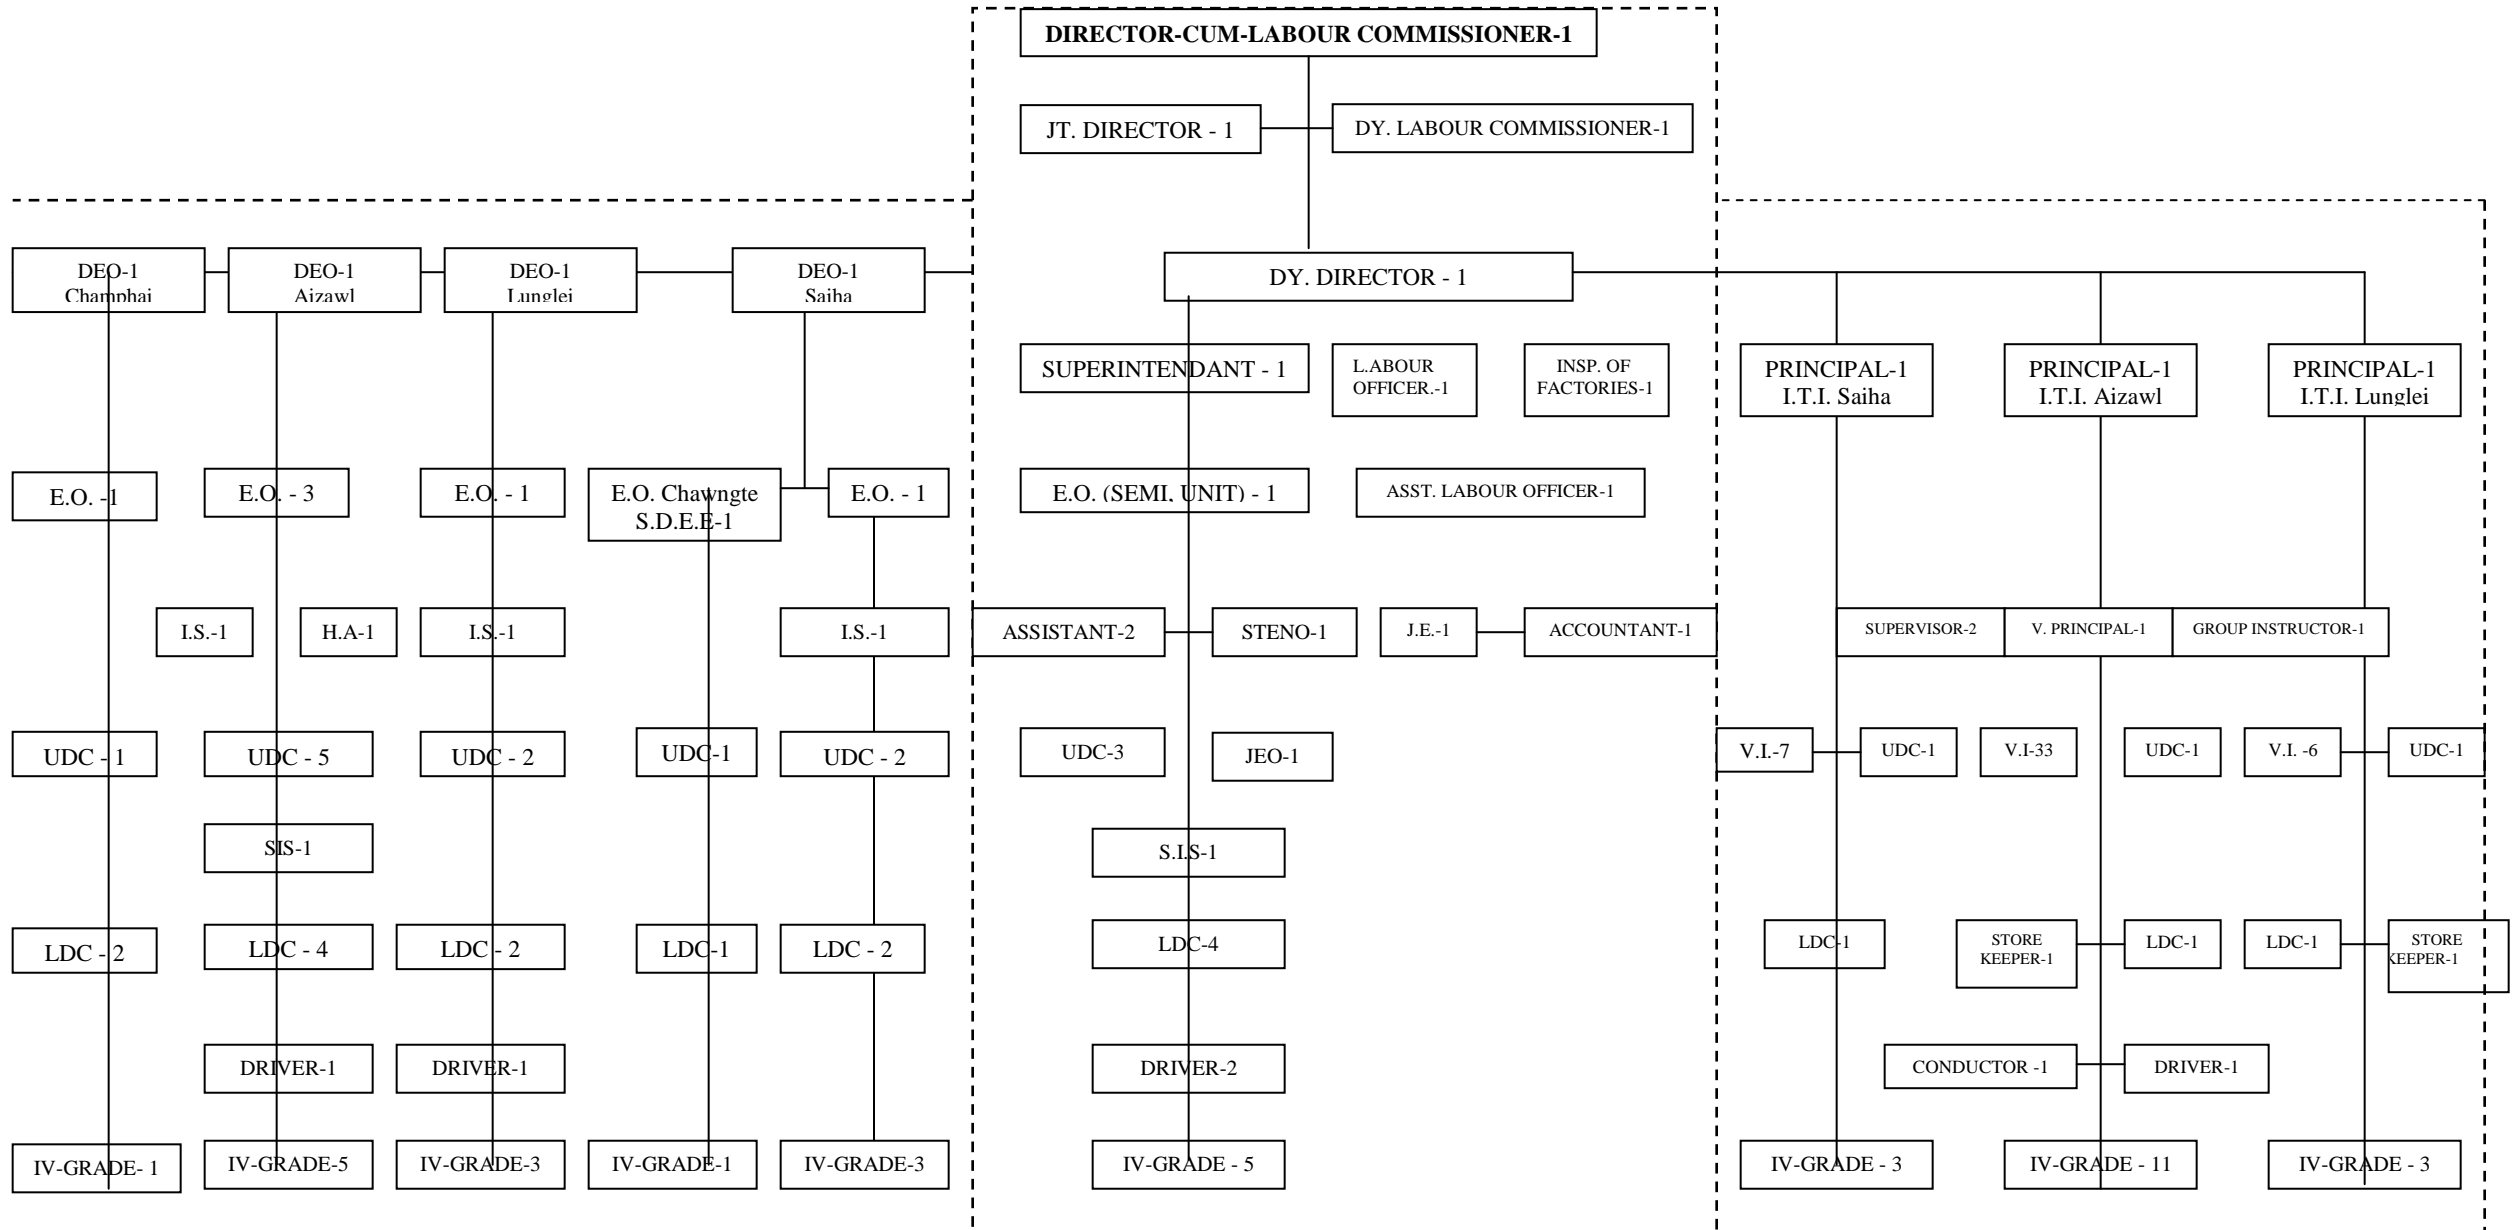 DIRECTOR-CUM-LABOUR COMMISSIONER-1
JT. DIRECTOR - 1
DY. LABOUR COMMISSIONER-1
DEO-1
Champhai
DEO-1
Aizawl
DEO-1
Lunglei
DEO-1
Saiha
DY. DIRECTOR - 1
SUPERINTENDANT - 1
L.ABOUR
OFFICER.-1
INSP. OF
FACTORIES-1
PRINCIPAL-1
I.T.I. Saiha
PRINCIPAL-1
I.T.I. Aizawl
PRINCIPAL-1
I.T.I. Lunglei
E.O. -1
E.O. - 3
E.O. - 1
E.O. Chawngte
S.D.E.E-1
E.O. - 1
E.O. (SEMI, UNIT) - 1
ASST. LABOUR OFFICER-1
I.S.-1
H.A-1
I.S.-1
I.S.-1
ASSISTANT-2
STENO-1
J.E.-1
ACCOUNTANT-1
SUPERVISOR-2
V. PRINCIPAL-1
GROUP INSTRUCTOR-1
UDC - 1
UDC - 5
UDC - 2
UDC-1
UDC - 2
UDC-3
JEO-1
V.I.-7
UDC-1
V.I-33
UDC-1
V.I. -6
UDC-1
SIS-1
S.I.S-1
LDC - 2
LDC - 4
LDC - 2
LDC-1
LDC - 2
LDC-4
LDC-1
STORE
KEEPER-1
LDC-1
LDC-1
STORE
KEEPER-1
DRIVER-1
DRIVER-1
DRIVER-2
CONDUCTOR -1
DRIVER-1
IV-GRADE- 1
IV-GRADE-5
IV-GRADE-3
IV-GRADE-1
IV-GRADE-3
IV-GRADE - 5
IV-GRADE - 3
IV-GRADE - 11
IV-GRADE - 3